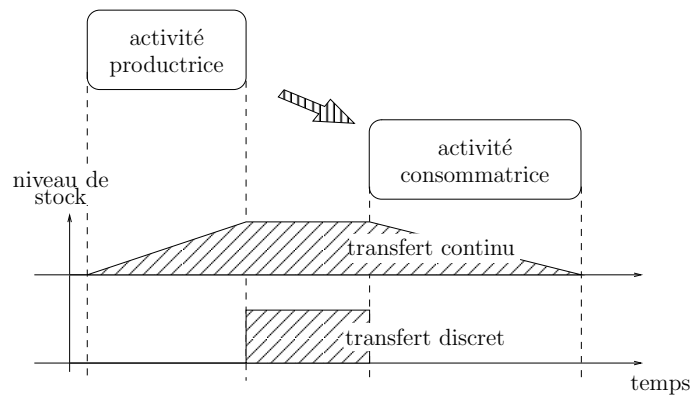 activité
productrice
activité
consommatrice
niveau de
stock
transfert continu
transfert discret
temps